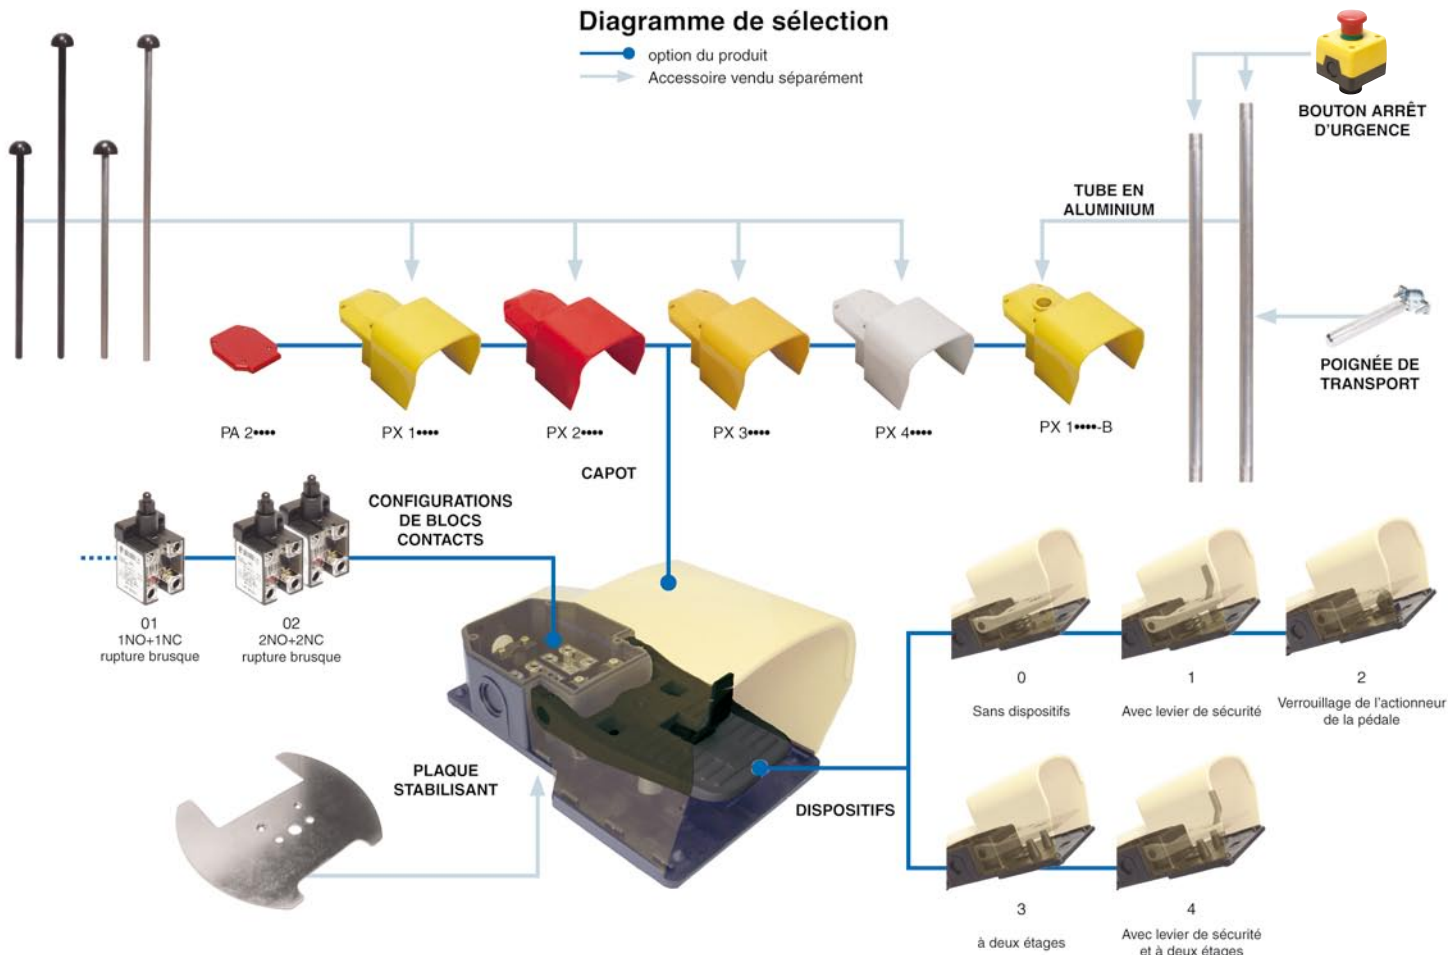 Diagramme de sélection
option du produit
Accessoire vendu séparément
BOUTON ARRÊT
D'URGENCE
TUBE EN
ALUMINIUM
POIGNÉE DE
TRANSPORT
PA 2••••
PX 1••••
PX 2••••
PX 3••••
PX 4••••
PX 1••••-B
CAPOT
CONFIGURATIONS
DE BLOCS
CONTACTS
01
1NO+1NC
rupture brusque
02
2NO+2NC
rupture brusque
0
Sans dispositifs
1
Avec levier de sécurité
2
Verrouillage de l'actionneur
de la pédale
PLAQUE
STABILISANT
DISPOSITIFS
3
à deux étages
4
Avec levier de sécurité
et à deux étages